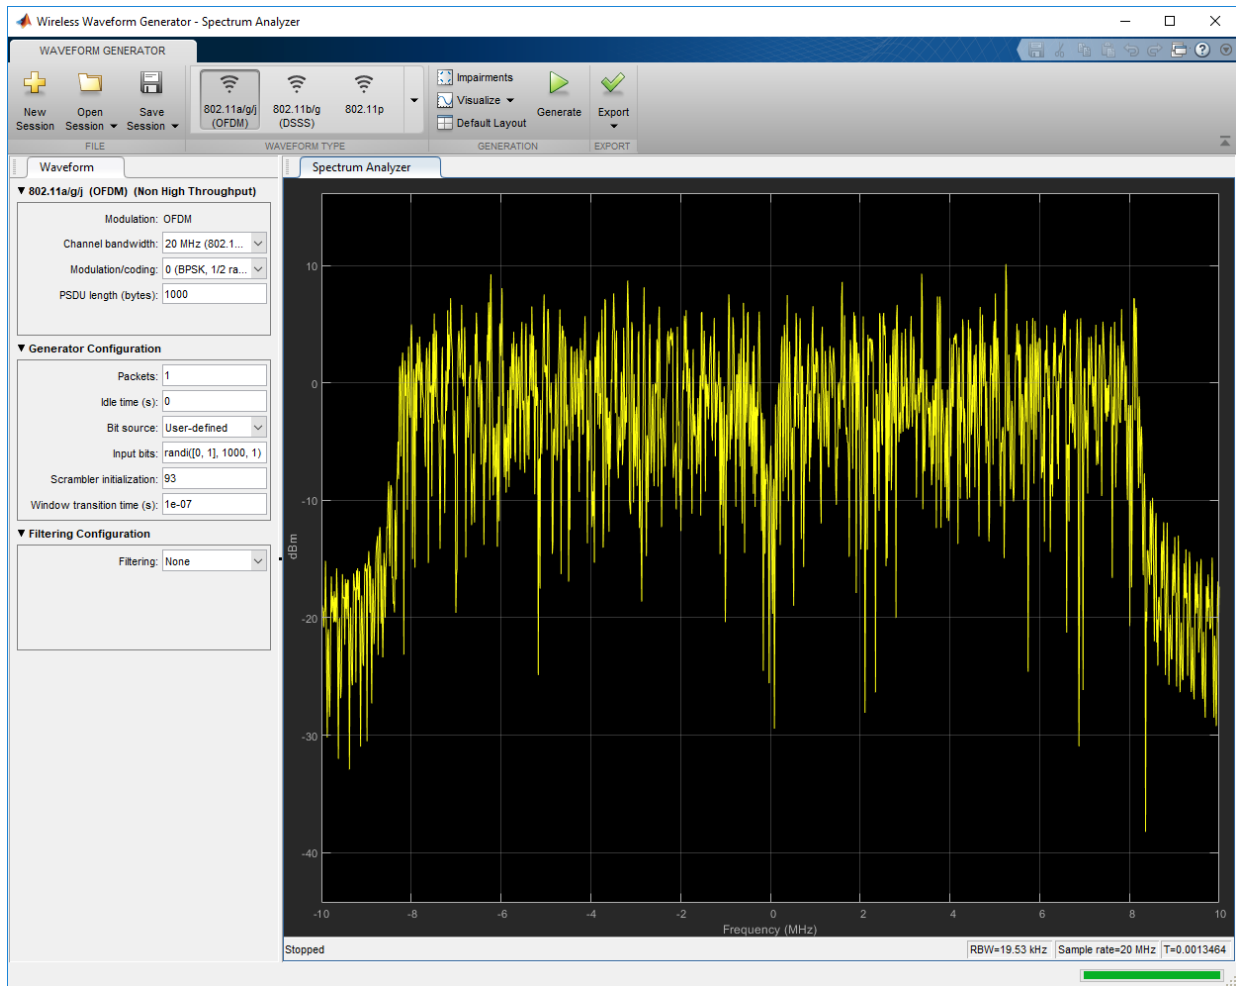 Wireless Waveform Generator - Spectrum Analyzer
WAVEFORM GENERATOR
New Session
Open Session
Save Session
FILE
802.11a/g/j (OFDM)
802.11b/g (DSSS)
802.11p
WAVEFORM TYPE
Impairments
Visualize
Default Layout
Generate
GENERATION
Export
EXPORT
Waveform
802.11a/g/j (OFDM) (Non High Throughput)
Modulation: OFDM
Channel bandwidth: 20 MHz (802.1...
Modulation/coding: 0 (BPSK, 1/2 ra...
PSDU length (bytes): 1000
Generator Configuration
Packets: 1
Idle time (s): 0
Bit source: User-defined
Input bits: randi([0, 1], 1000, 1)
Scrambler initialization: 93
Window transition time (s): 1e-07
Filtering Configuration
Filtering: None
Spectrum Analyzer
10
0
-10
-20
-30
-40
dBm
-10 -8 -6 -4 -2 0 2 4 6 8 10
Frequency (MHz)
Stopped
RBW=19.53 kHz Sample rate=20 MHz T=0.0013464